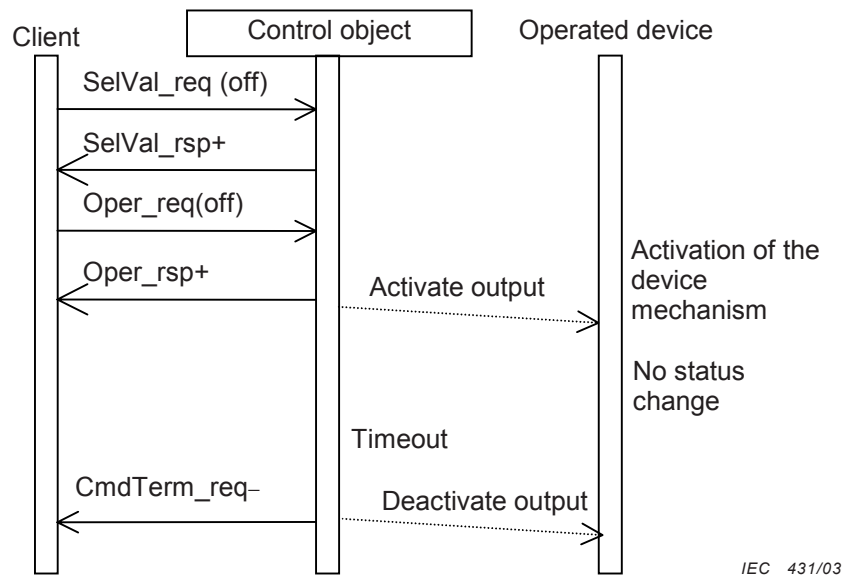 Client
Control object
Operated device
SelVal_req (off)
SelVal_rsp+
Oper_req(off)
Oper_rsp+
Activate output
Activation of the
device
mechanism
No status
change
Timeout
CmdTerm_req−
Deactivate output
IEC 431/03